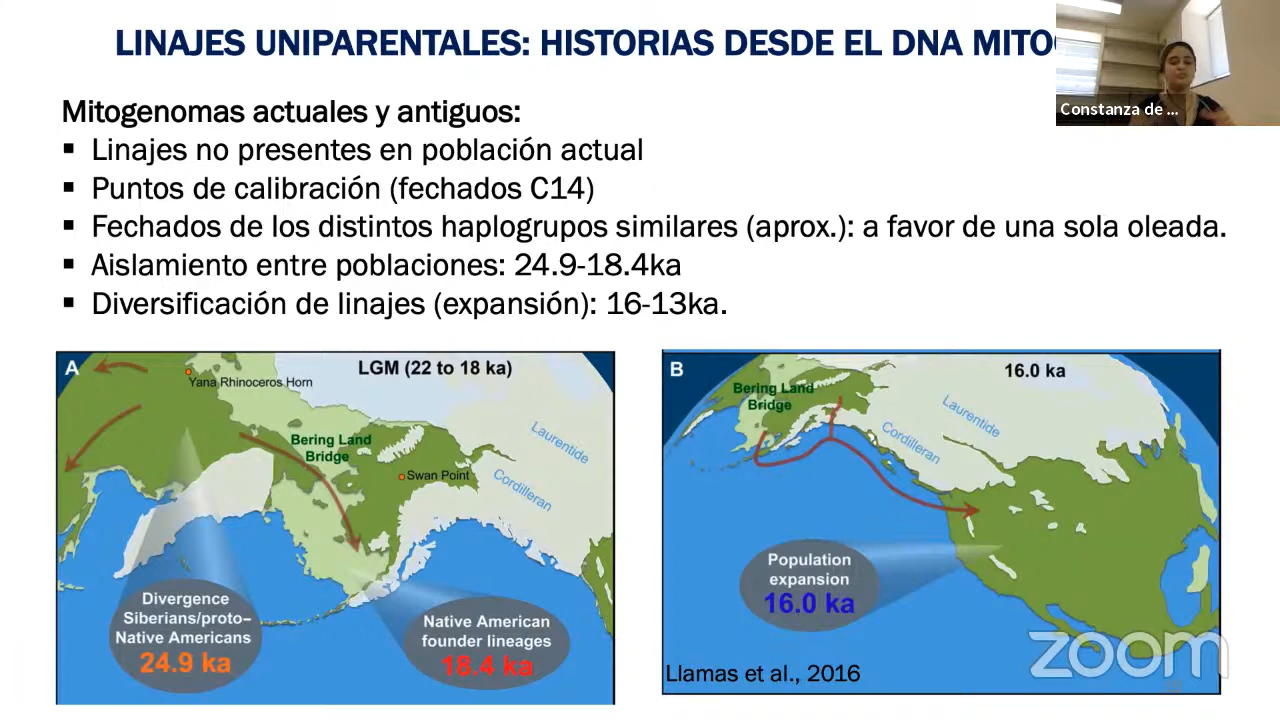 LINAJES UNIPARENTALES: HISTORIAS DESDE EL DNA
Constanza de ...
Mitogenomas actuales y antiguos:
▪ Linajes no presentes en población actual
▪ Puntos de calibración (fechados C14)
▪ Fechados de los distintos haplogrupos similares (aprox.): a favor de una sola oleada.
▪ Aislamiento entre poblaciones: 24.9-18.4ka
▪ Diversificación de linajes (expansión): 16-13ka.
A
LGM (22 to 18 ka)
Yana Rhinoceros Horn
Bering Land
Bridge
Laurentide
Swan Point
Cordilleran
Divergence
Siberians/proto–
Native Americans
24.9 ka
Native American
founder lineages
18.4 ka
B
16.0 ka
Bering Land
Bridge
Laurentide
Cordilleran
Population
expansion
16.0 ka
Llamas et al., 2016
zoom